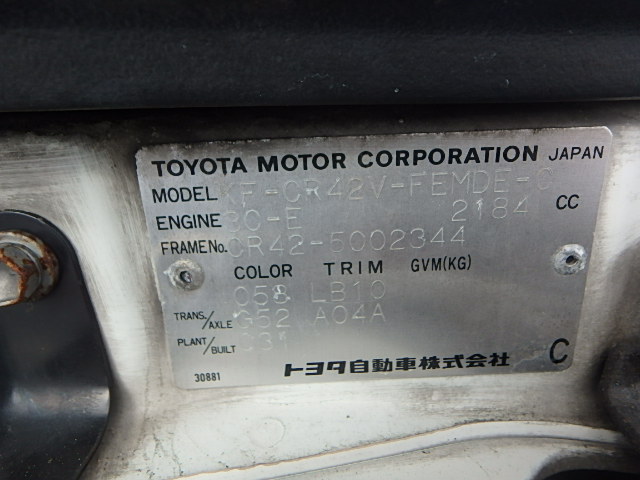 TOYOTA MOTOR CORPORATION JAPAN
MODEL KF-CR42V-FEMDE-C
ENGINE 3C-E 2184 CC
FRAME No. CR42-5002344
COLOR TRIM GVM(KG)
058 LB10
TRANS./AXLE G52 A04A
PLANT/BUILT
30881 トヨタ自動車株式会社 C